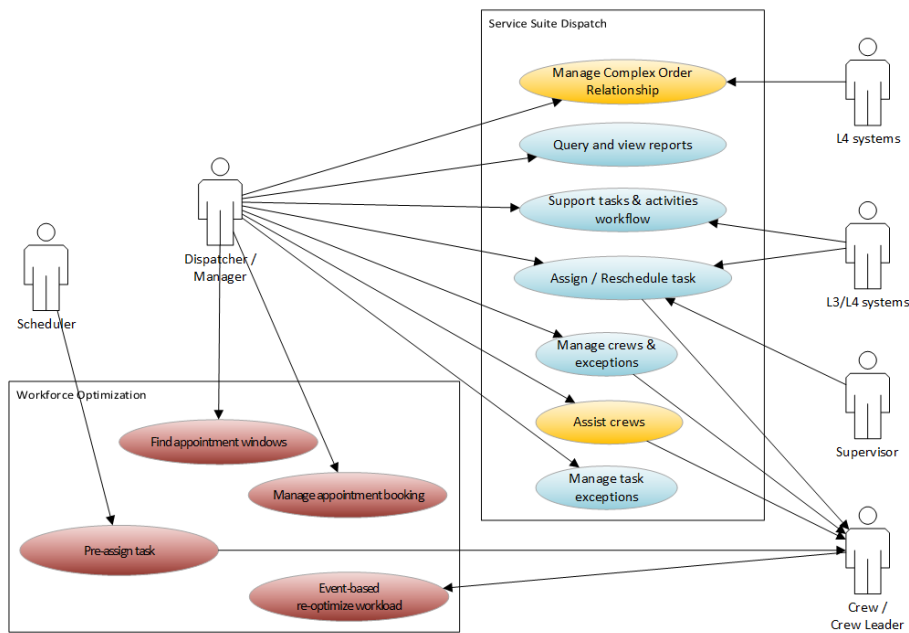 Service Suite Dispatch
Manage Complex Order
Relationship
L4 systems
Query and view reports
Support tasks & activities
workflow
Dispatcher /
Manager
Assign / Reschedule task
L3/L4 systems
Scheduler
Manage crews &
exceptions
Workforce Optimization
Assist crews
Find appointment windows
Supervisor
Manage task
exceptions
Manage appointment booking
Pre-assign task
Event-based
re-optimize workload
Crew /
Crew Leader